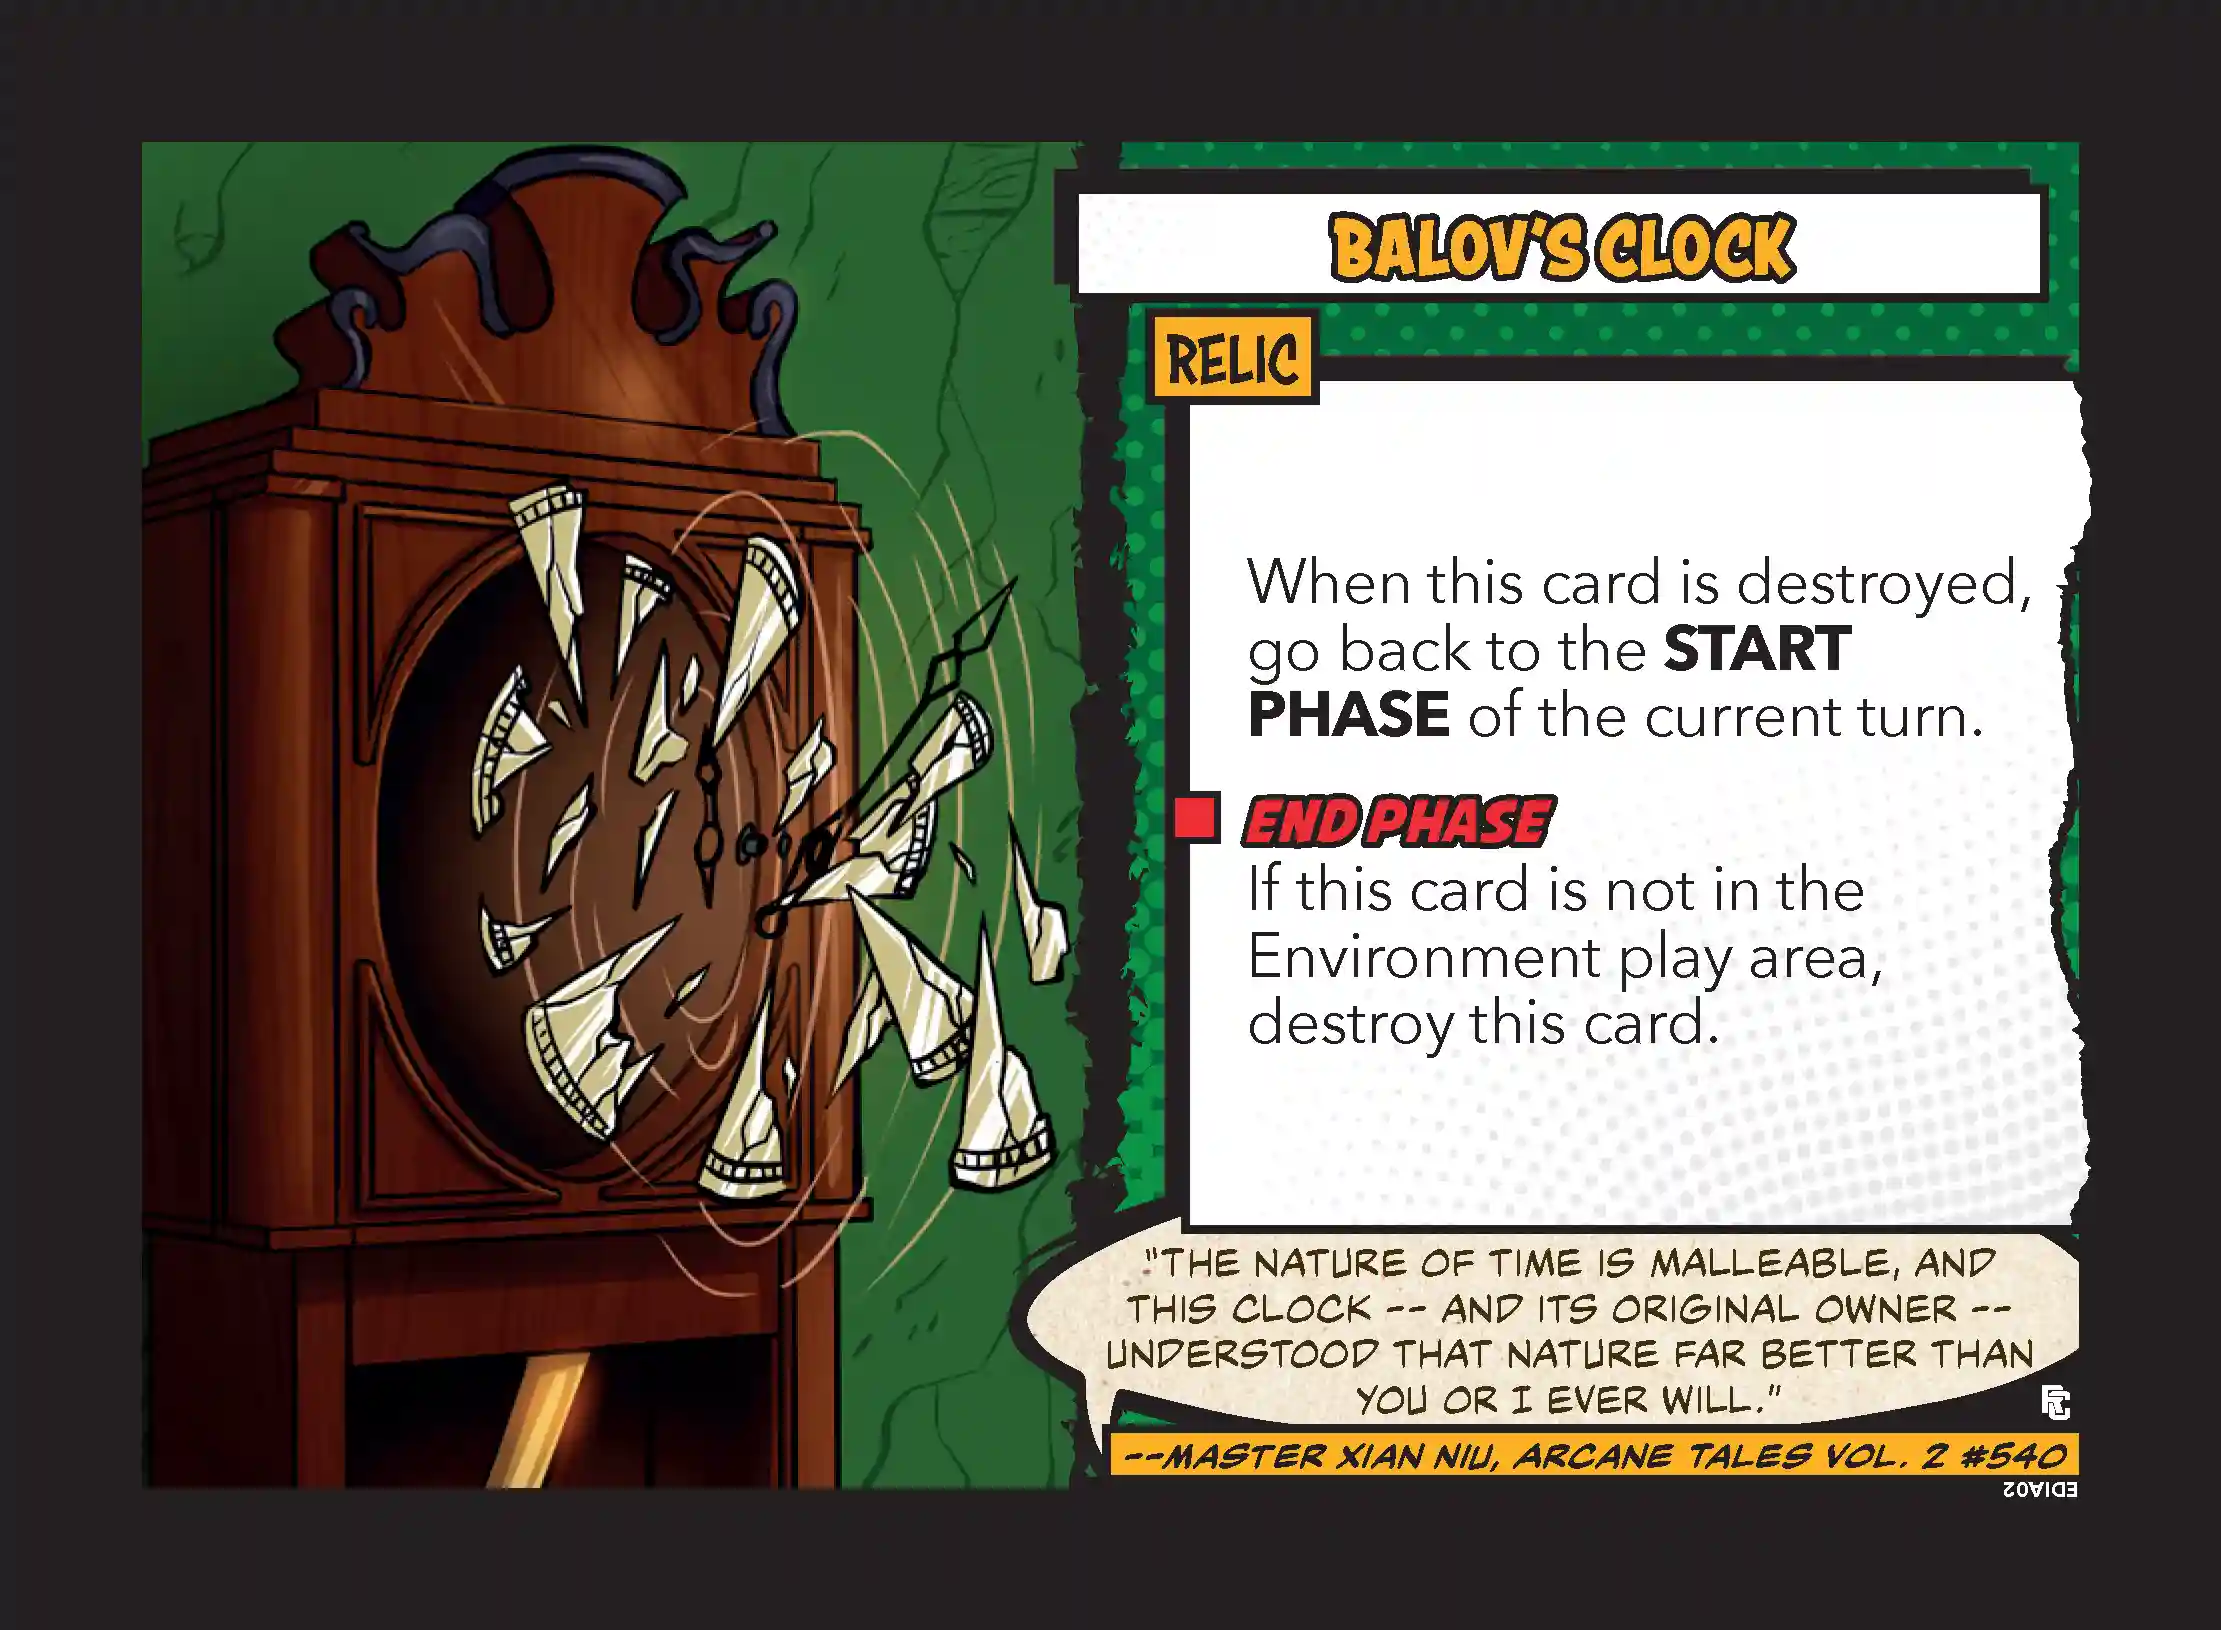 BALOV'S CLOCK
RELIC
When this card is destroyed,
go back to the START
PHASE of the current turn.
END PHASE
If this card is not in the
Environment play area,
destroy this card.
"THE NATURE OF TIME IS MALLEABLE, AND
THIS CLOCK -- AND ITS ORIGINAL OWNER --
UNDERSTOOD THAT NATURE FAR BETTER THAN
YOU OR I EVER WILL."
--MASTER XIAN NIU, ARCANE TALES VOL. 2 #540
EDIA02